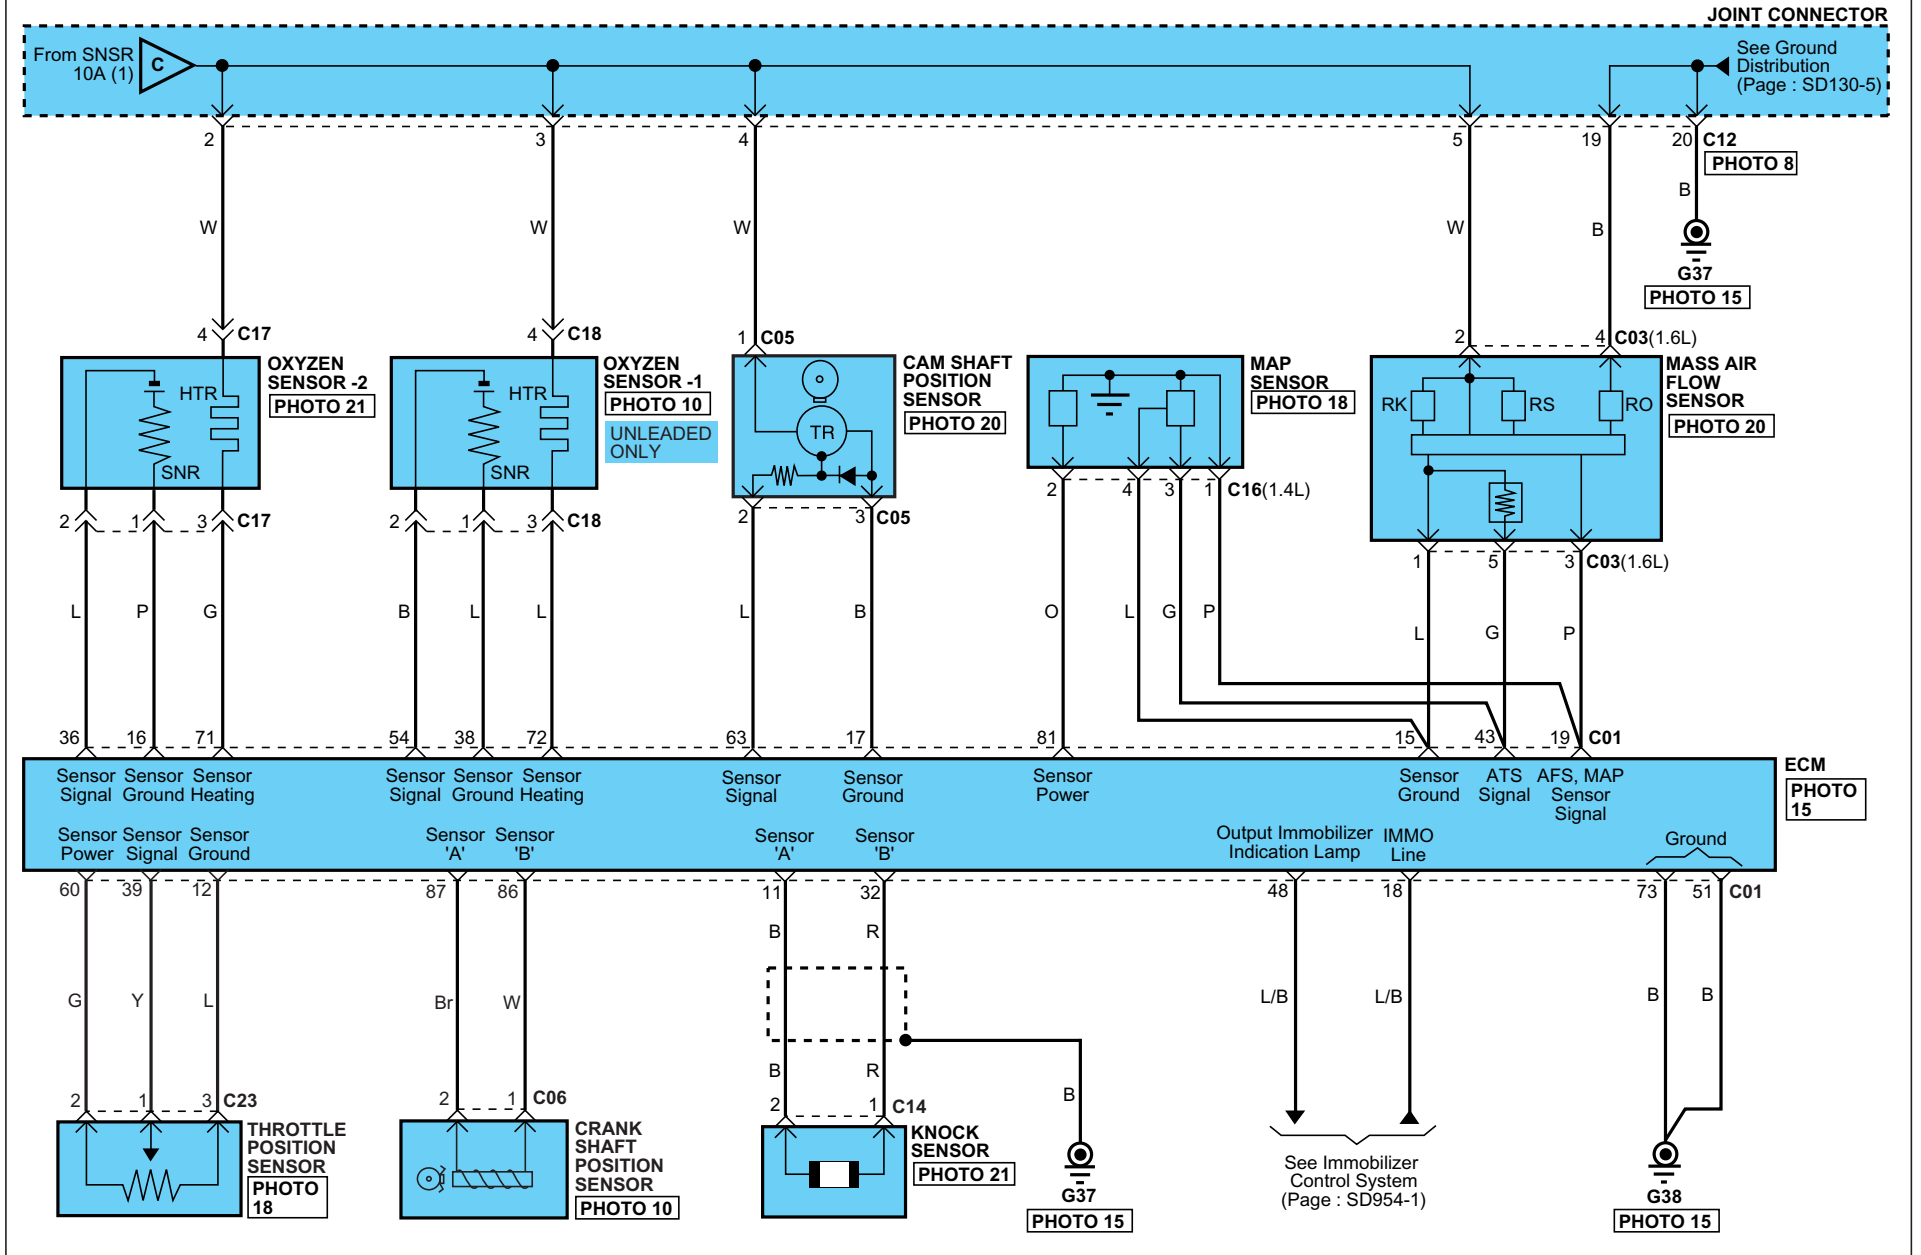 JOINT CONNECTOR
From SNSR
10A (1)
C
See Ground
Distribution
(Page : SD130-5)
2 3 4 5 19 20 C12
PHOTO 8
B
W W W W B
G37
PHOTO 15
4 C17 4 C18 1 C05 2 4 C03(1.6L)
OXYZEN
SENSOR -2
PHOTO 21
HTR
SNR
OXYZEN
SENSOR -1
PHOTO 10
UNLEADED
ONLY
HTR
SNR
CAM SHAFT
POSITION
SENSOR
PHOTO 20
TR
MAP
SENSOR
PHOTO 18
MASS AIR
FLOW
SENSOR
PHOTO 20
RK RS RO
2 1 3 C17 2 1 3 C18 2 3 C05 2 4 3 1 C16(1.4L)
1 5 3 C03(1.6L)
L P G B L L L B O L G P L G P
36 16 71 54 38 72 63 17 81 15 43 19 C01
ECM
PHOTO
15
Sensor
Signal
Sensor
Ground
Sensor
Heating
Sensor
Signal
Sensor
Ground
Sensor
Heating
Sensor
Signal
Sensor
Ground
Sensor
Power
Sensor
Ground
ATS
Signal
AFS, MAP
Sensor
Signal
Sensor
Power
Sensor
Signal
Sensor
Ground
Sensor
'A'
Sensor
'B'
Sensor
'A'
Sensor
'B'
Output Immobilizer
Indication Lamp
IMMO
Line
Ground
60 39 12 87 86 11 32 48 18 73 51 C01
B R
G Y L Br W L/B L/B B B
B R B
2 1 3 C23 2 1 C06 2 1 C14
THROTTLE
POSITION
SENSOR
PHOTO
18
CRANK
SHAFT
POSITION
SENSOR
PHOTO 10
KNOCK
SENSOR
PHOTO 21
G37
PHOTO 15
See Immobilizer
Control System
(Page : SD954-1)
G38
PHOTO 15